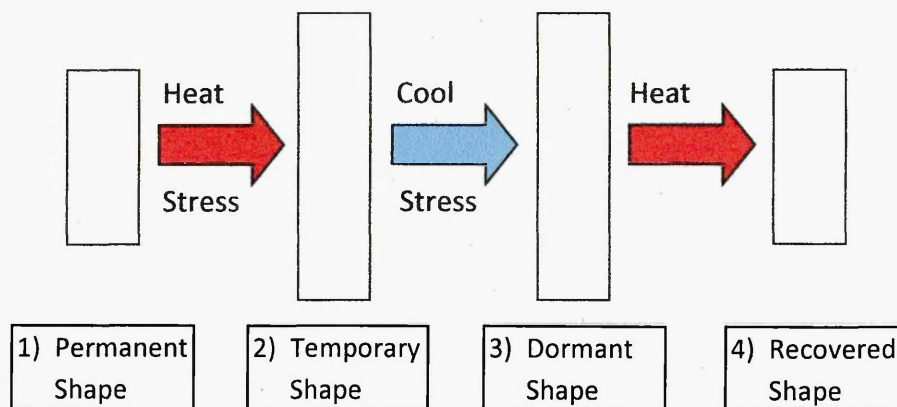 Heat
Stress
Cool
Stress
Heat
1) Permanent
Shape
2) Temporary
Shape
3) Dormant
Shape
4) Recovered
Shape